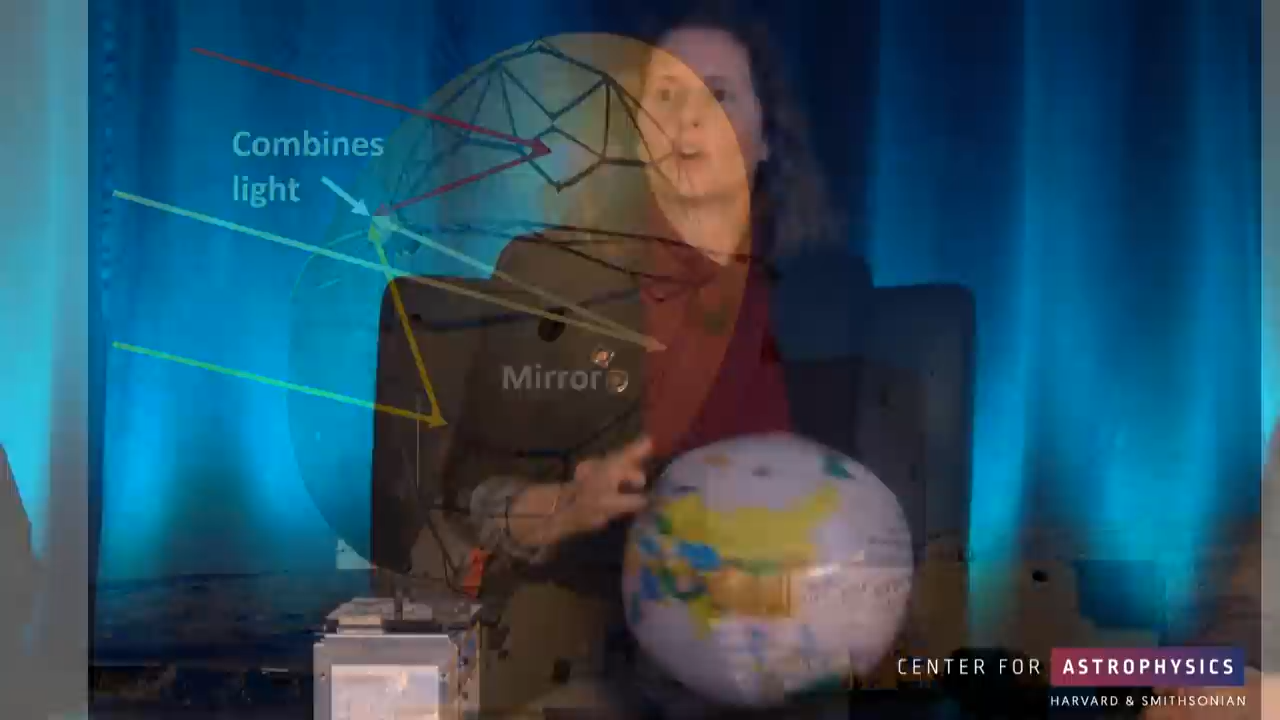 Combines
light
Mirror
CENTER FOR ASTROPHYSICS
HARVARD & SMITHSONIAN